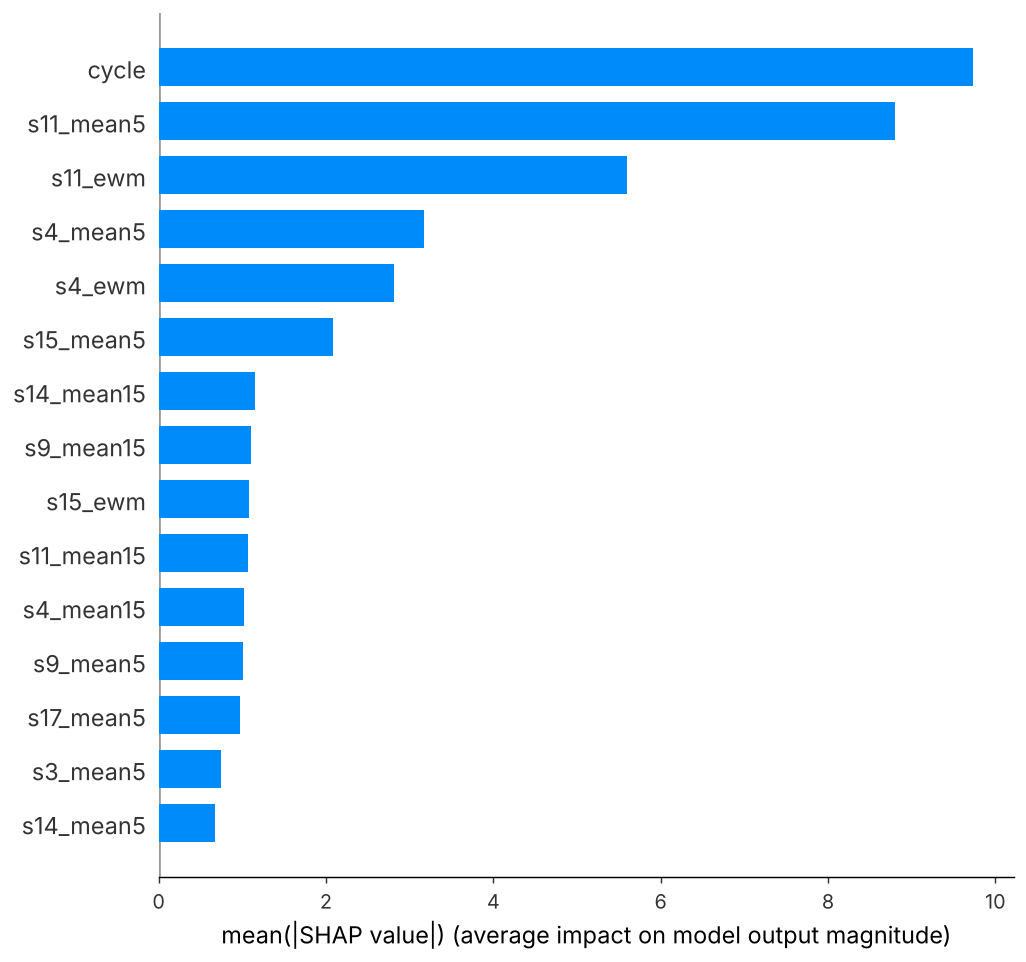 cycle
s11_mean5
s11_ewm
s4_mean5
s4_ewm
s15_mean5
s14_mean15
s9_mean15
s15_ewm
s11_mean15
s4_mean15
s9_mean5
s17_mean5
s3_mean5
s14_mean5
0 2 4 6 8 10
mean(|SHAP value|) (average impact on model output magnitude)